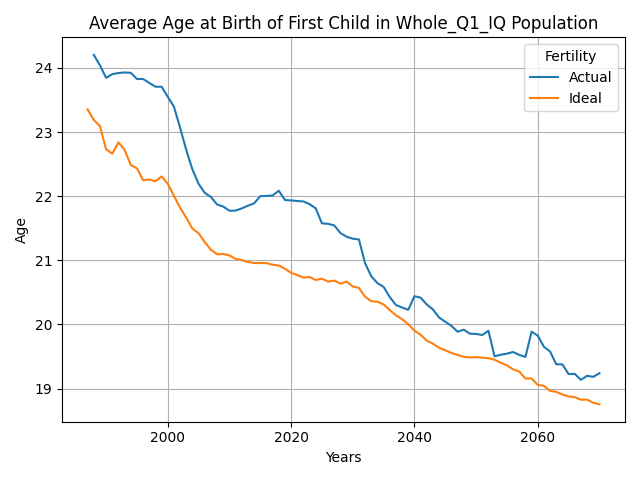 Average Age at Birth of First Child in Whole_Q1_IQ Population
Fertility
Actual
Ideal
24
23
22
21
20
19
Age
2000
2020
2040
2060
Years